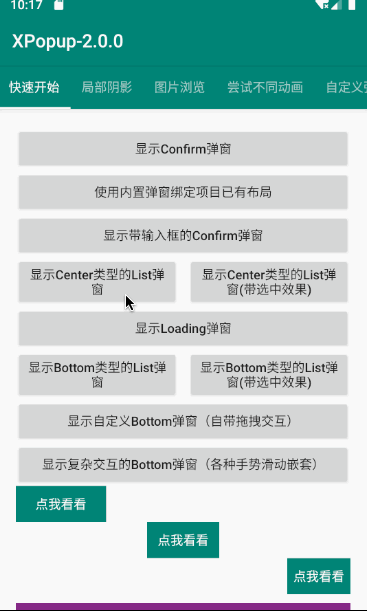 10:17
XPopup-2.0.0
快速开始 局部阴影 图片浏览 尝试不同动画 自定义
显示Confirm弹窗
使用内置弹窗绑定项目已有布局
显示带输入框的Confirm弹窗
显示Center类型的List弹
窗
显示Center类型的List弹
窗(带选中效果)
显示Loading弹窗
显示Bottom类型的List弹
窗
显示Bottom类型的List弹
窗(带选中效果)
显示自定义Bottom弹窗（自带拖拽交互）
显示复杂交互的Bottom弹窗（各种手势滑动嵌套）
点我看看
点我看看
点我看看